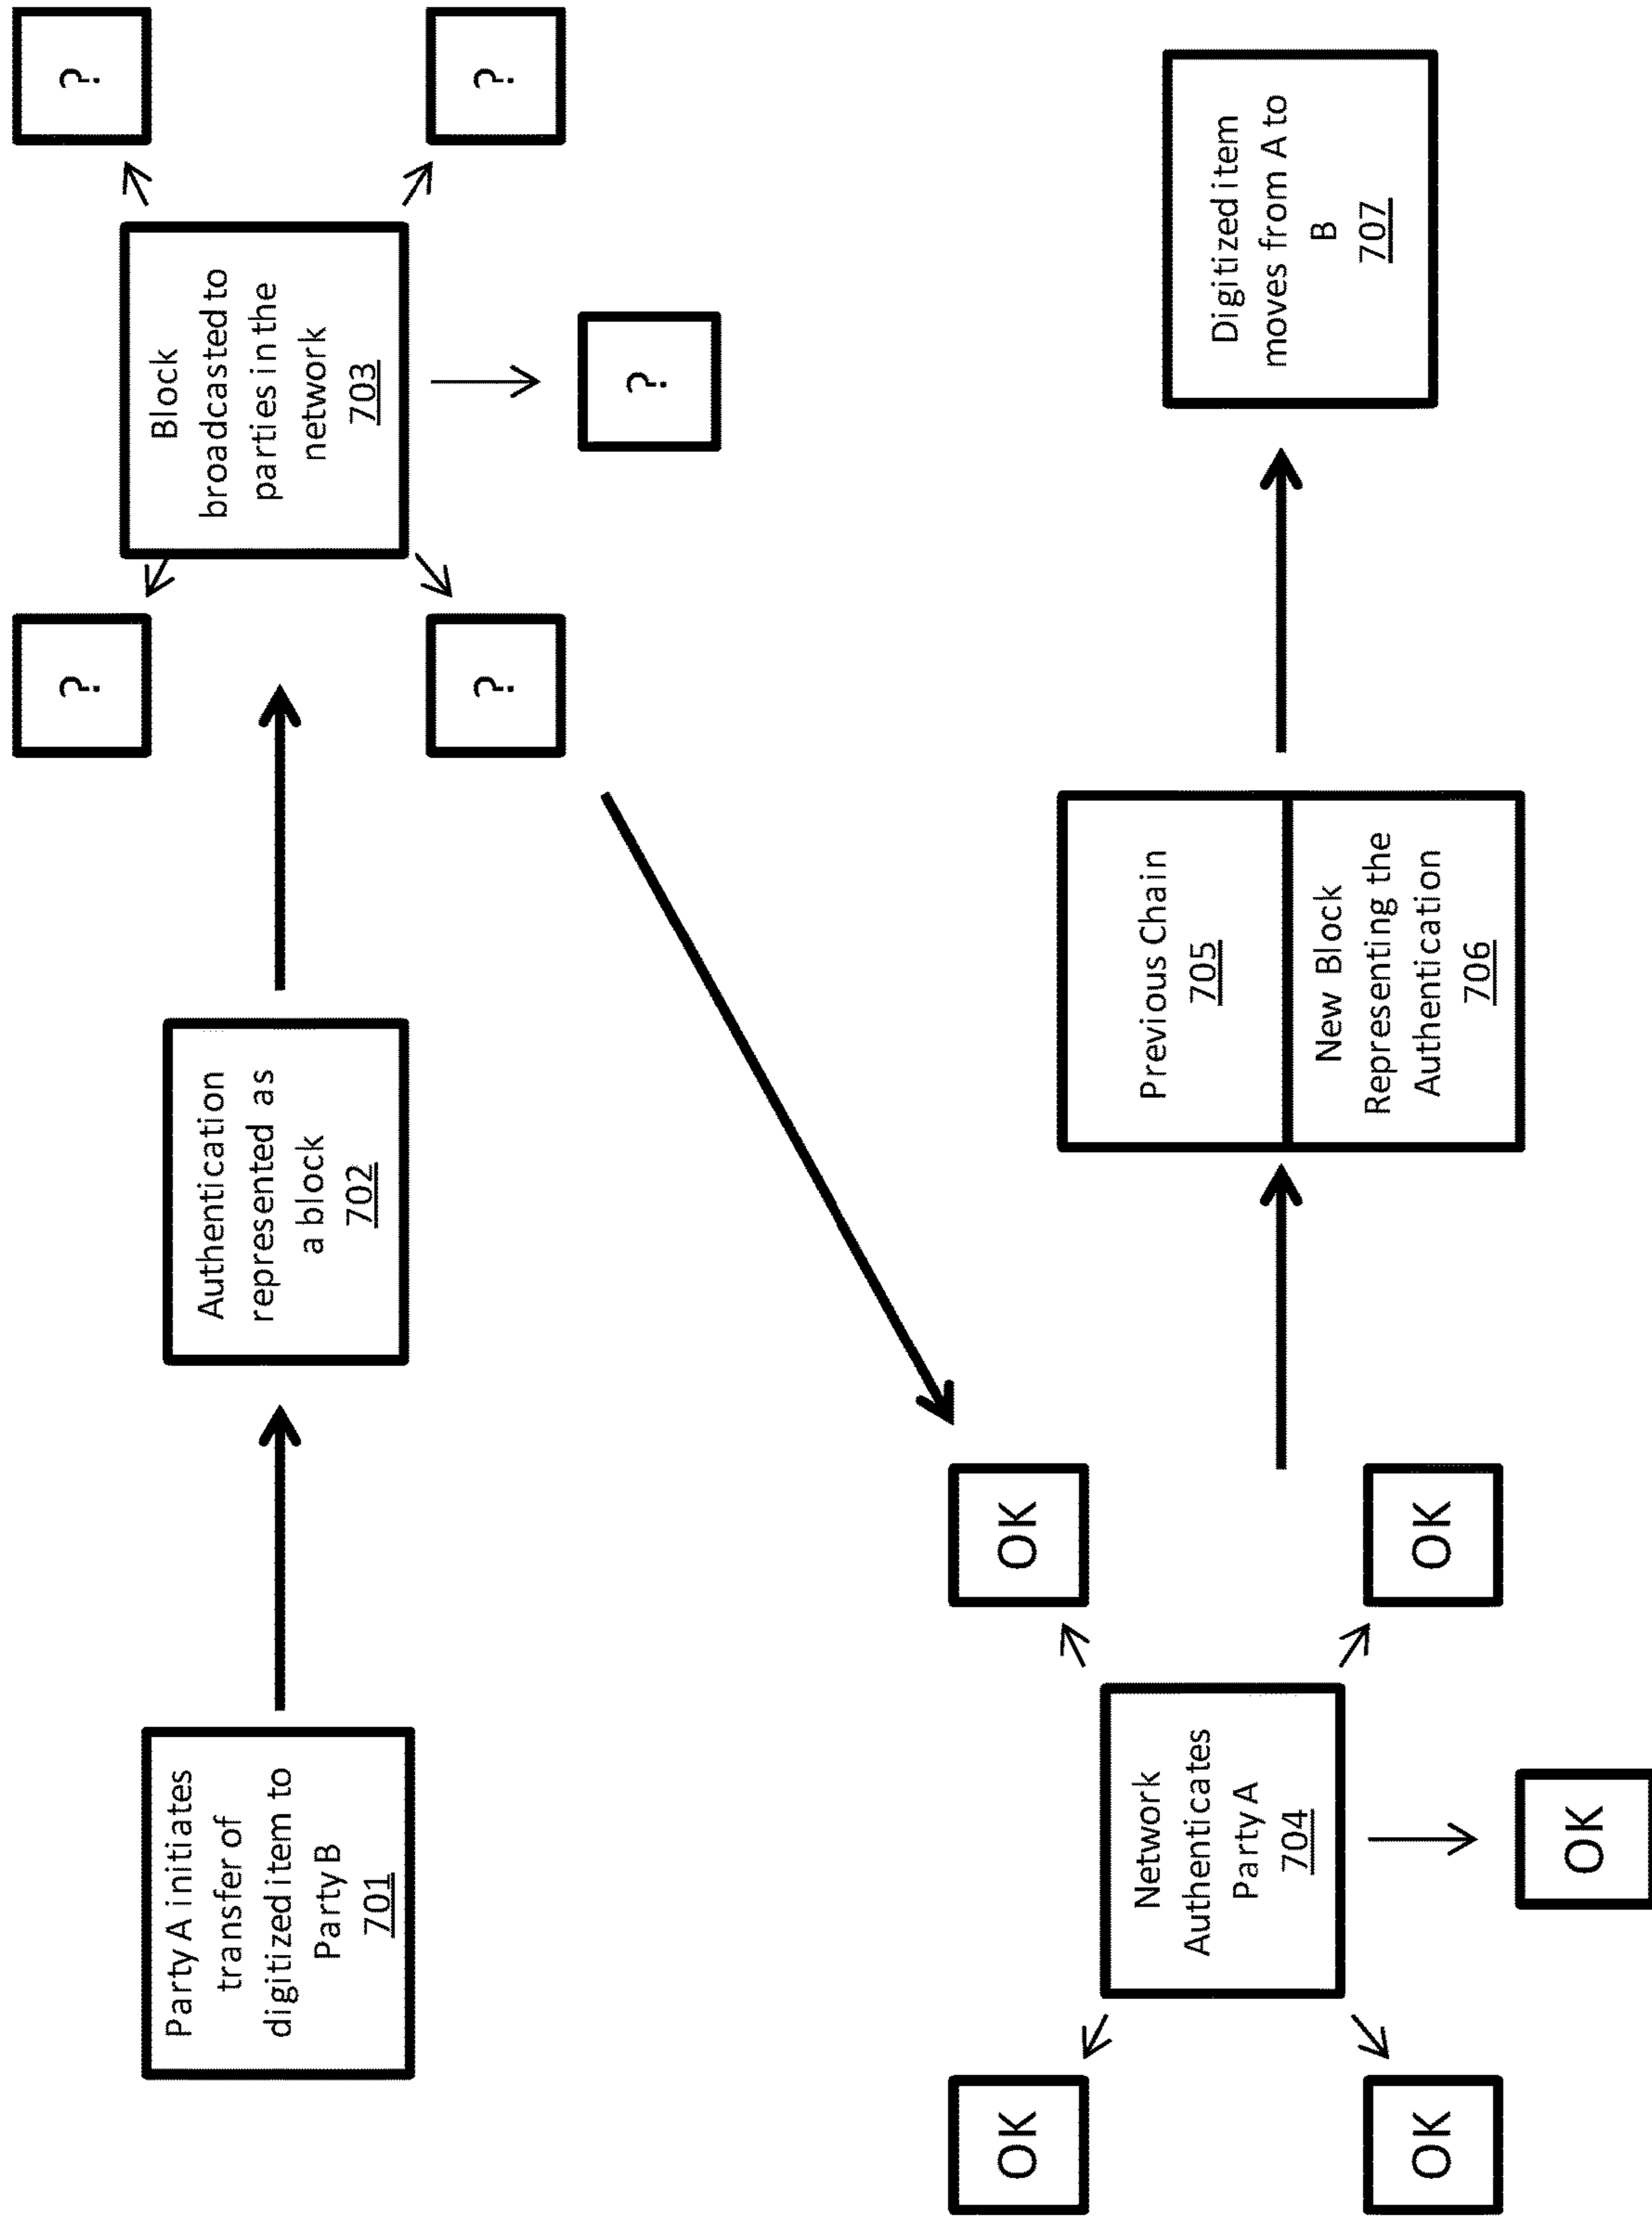 Party A initiates
transfer of
digitized item to
Party B
701
Authentication
represented as
a block
702
?
?
Block
broadcasted to
parties in the
network
703
?
?
?
OK
OK
Network
Authenticates
Party A
704
OK
OK
OK
Previous Chain
705
New Block
Representing the
Authentication
706
Digitized item
moves from A to
B
707